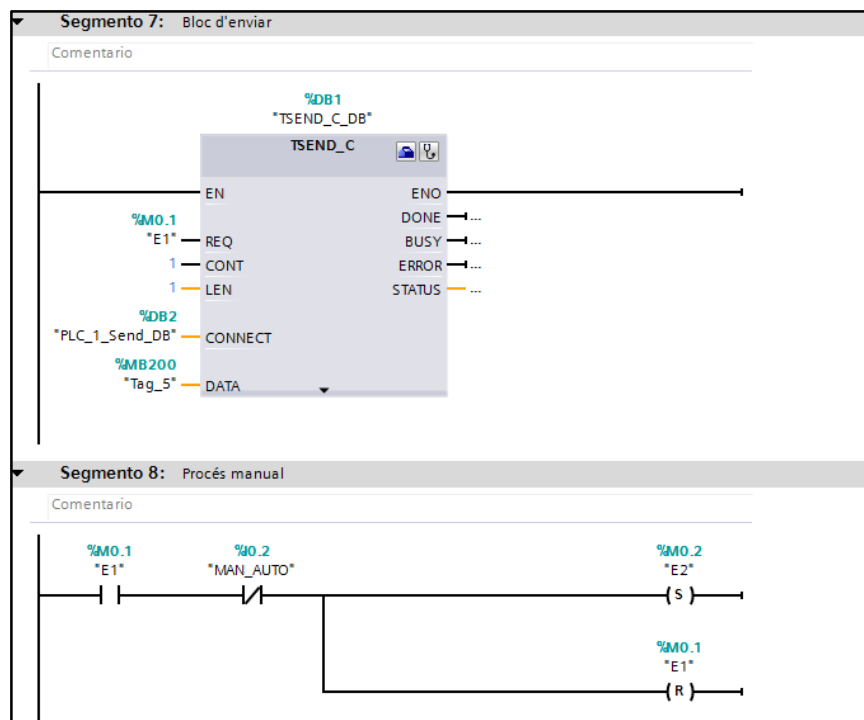 Segmento 7: Bloc d'enviar
Comentario
%DB1
"TSEND_C_DB"
TSEND_C
EN ENO
%M0.1 DONE ...
"E1" REQ BUSY ...
1 CONT ERROR ...
1 LEN STATUS ...
%DB2
"PLC_1_Send_DB" CONNECT
%MB200
"Tag_5" DATA
Segmento 8: Procés manual
Comentario
%M0.1 %I0.2 %M0.2
"E1" "MAN_AUTO" "E2"
S
%M0.1
"E1"
R